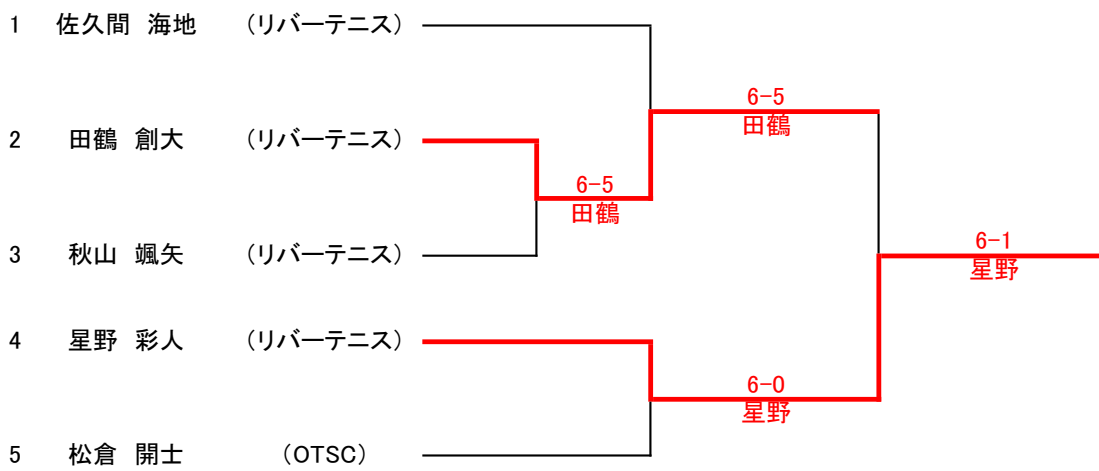 1 佐久間 海地 (リバーテニス)
6-5
田鶴
2 田鶴 創大 (リバーテニス)
6-5
田鶴
3 秋山 颯矢 (リバーテニス)
6-1
星野
4 星野 彩人 (リバーテニス)
6-0
星野
5 松倉 開士 (OTSC)